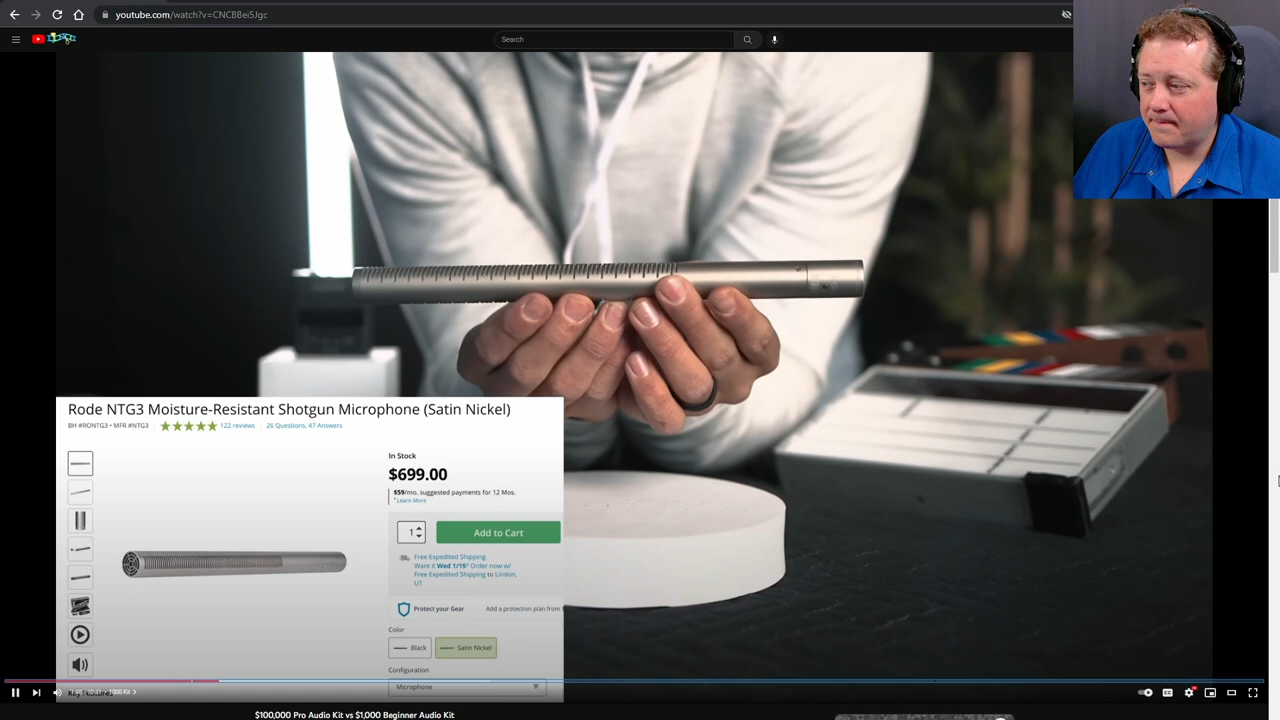 youtube.com/watch?v=CNCBBei5Jgc
Search
Rode NTG3 Moisture-Resistant Shotgun Microphone (Satin Nickel)
BH #RONTG3 • MFR #NTG3
122 reviews
26 Questions, 47 Answers
In Stock
$699.00
$59/mo. suggested payments for 12 Mos.
*Learn More
1
Add to Cart
Free Expedited Shipping
Want it Wed 1/19? Order now w/
Free Expedited Shipping to Lindon,
UT
Protect your Gear
Add a protection plan from
Color
Black
Satin Nickel
Configuration
Microphone
Key Features
1000 Kit
$100,000 Pro Audio Kit vs $1,000 Beginner Audio Kit